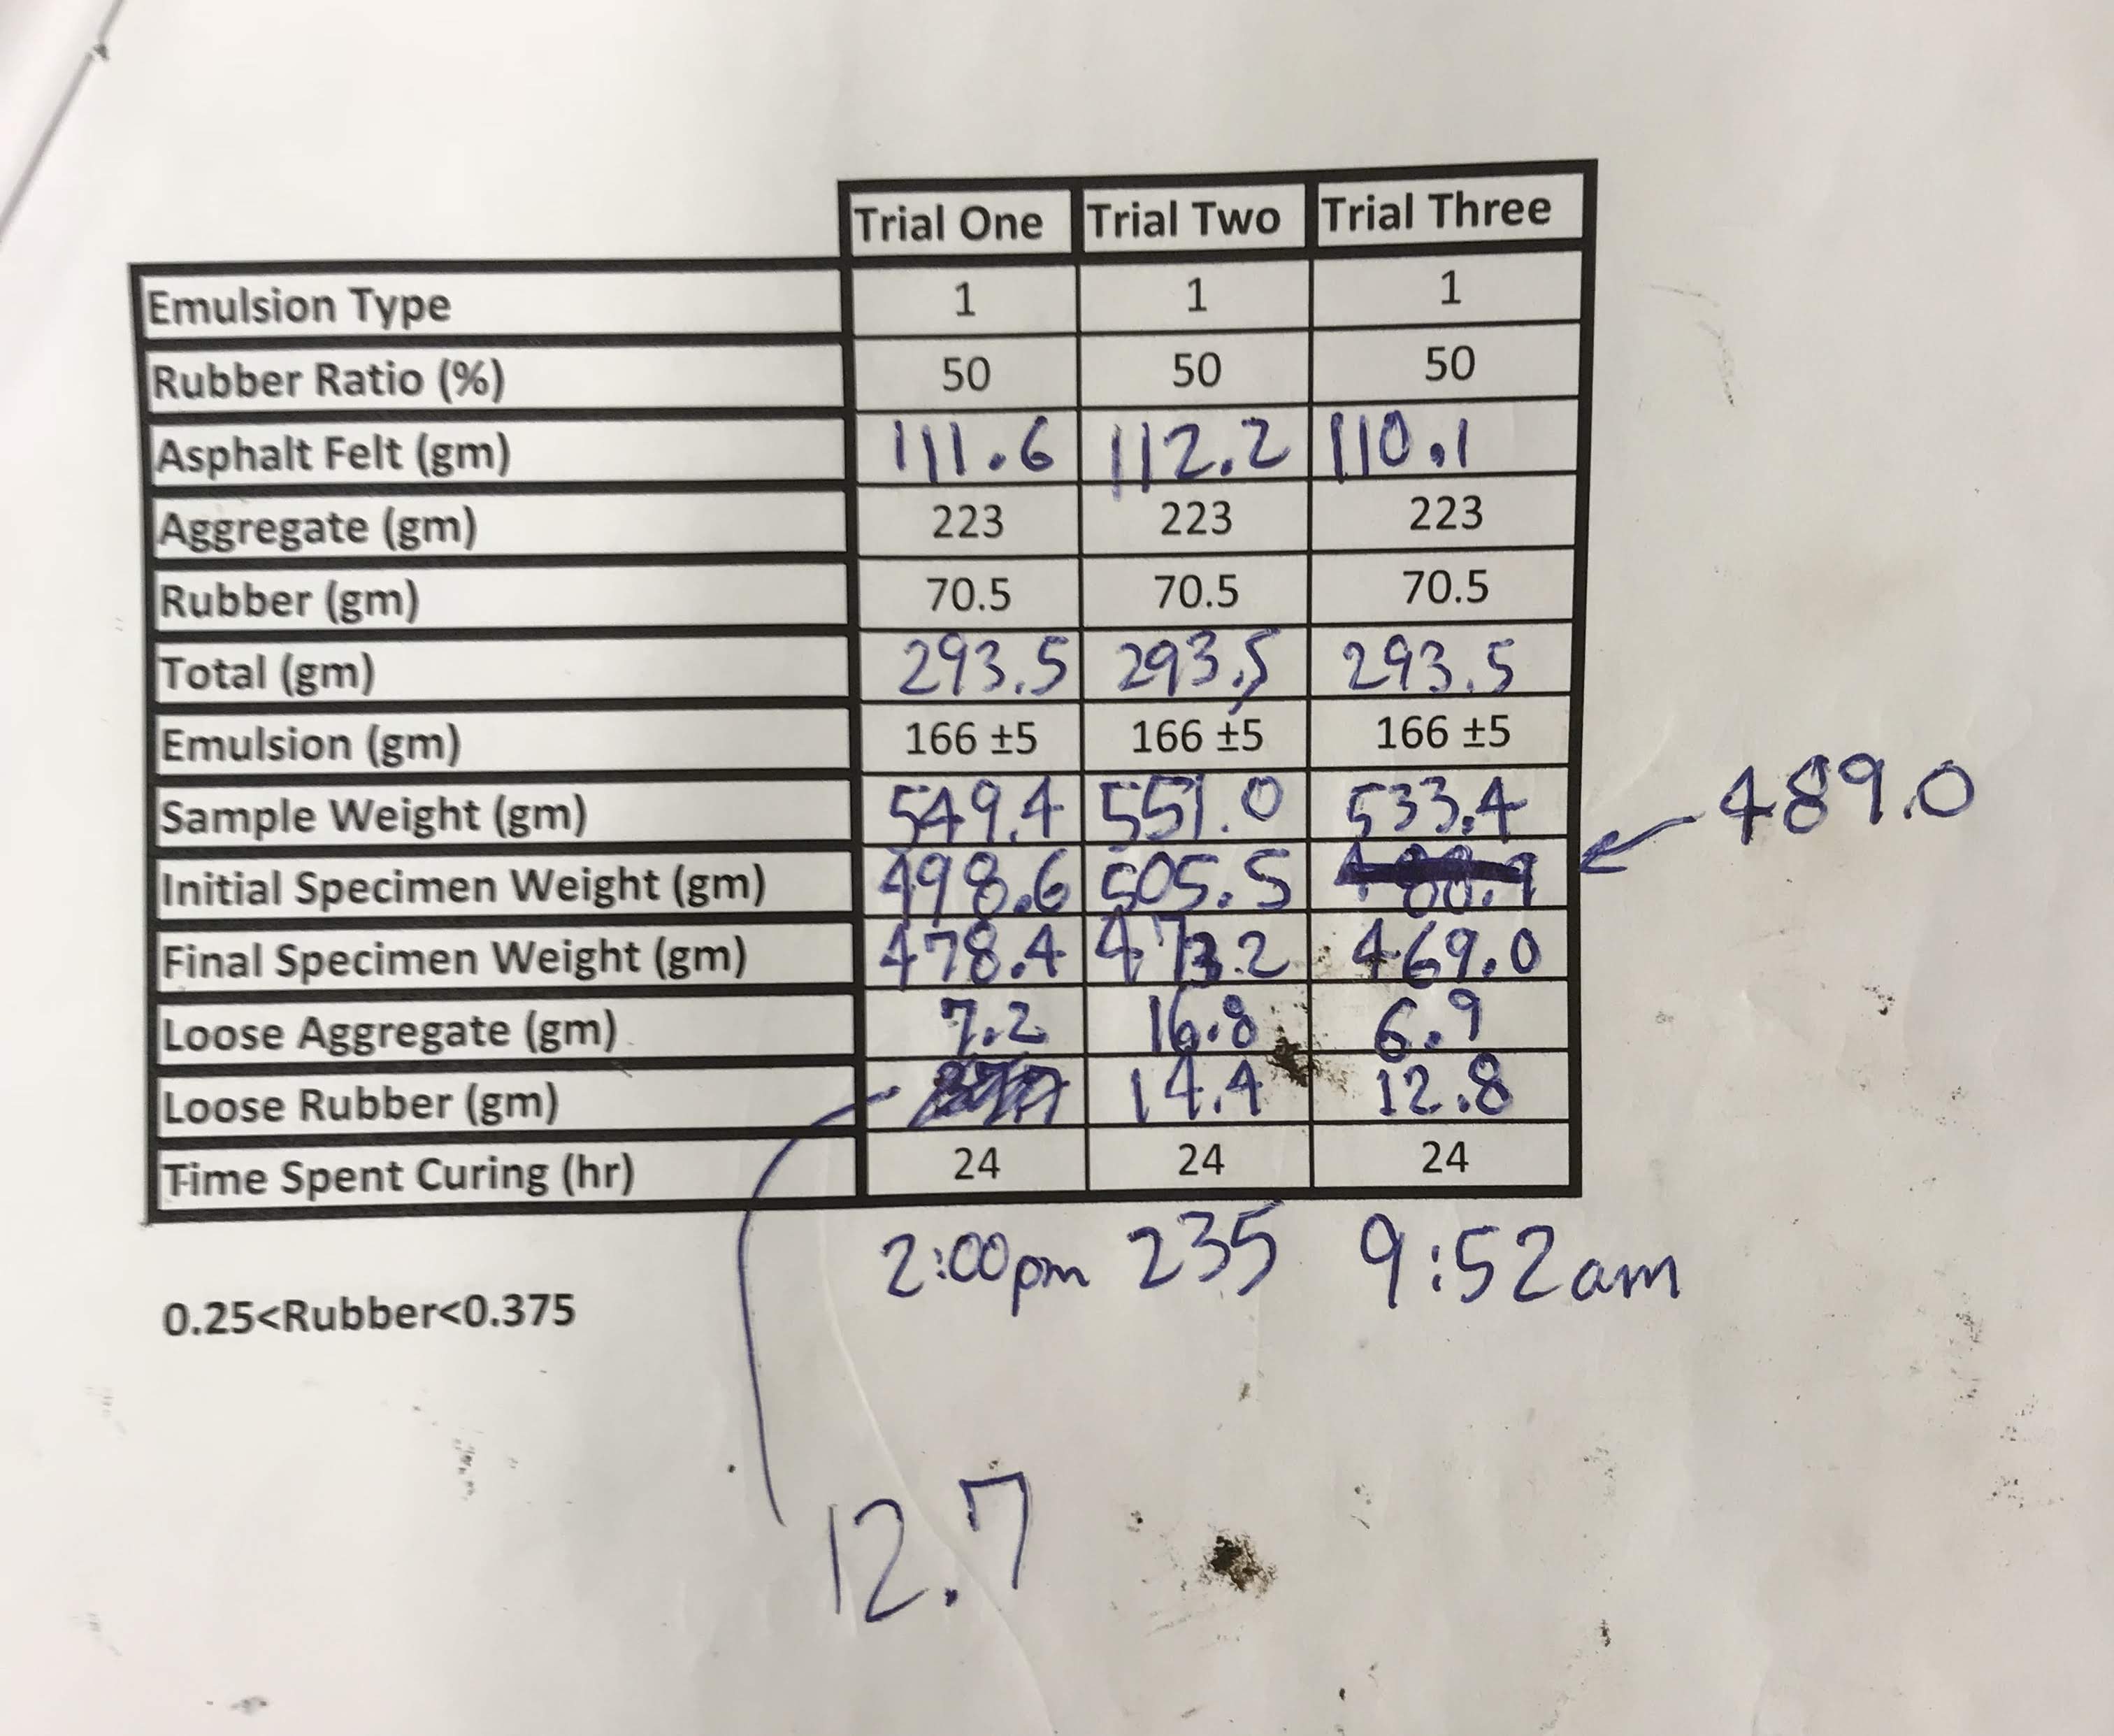 Trial One Trial Two Trial Three
Emulsion Type 1 1 1
Rubber Ratio (%) 50 50 50
Asphalt Felt (gm) 111.6 112.2 110.1
Aggregate (gm) 223 223 223
Rubber (gm) 70.5 70.5 70.5
Total (gm) 293.5 293.5 293.5
Emulsion (gm) 166 ±5 166 ±5 166 ±5
Sample Weight (gm) 549.4 551.0 533.4
Initial Specimen Weight (gm) 498.6 505.5 489.0
Final Specimen Weight (gm) 478.4 473.2 469.0
Loose Aggregate (gm) 7.2 16.8 6.9
Loose Rubber (gm) 14.4 12.8
Time Spent Curing (hr) 24 24 24
2:00pm 235 9:52am
0.25<Rubber<0.375
12.7